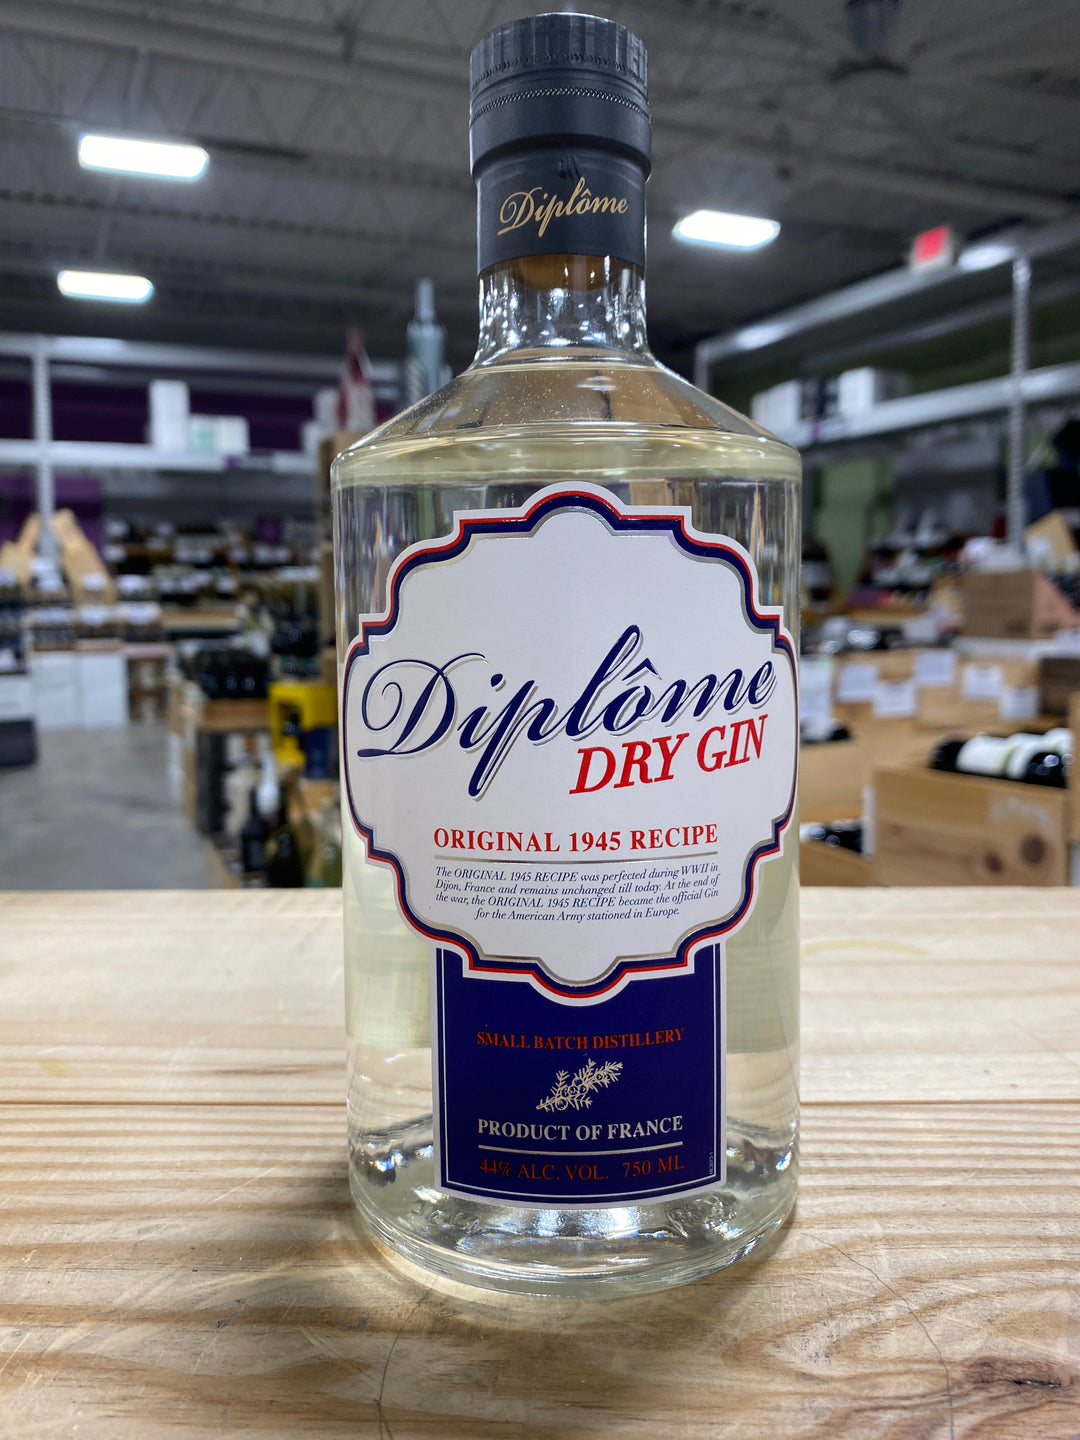 Diplôme
Diplôme
DRY GIN
ORIGINAL 1945 RECIPE
The ORIGINAL 1945 RECIPE was perfected during WWII in
Dijon, France and remains unchanged till today. At the end of
the war, the ORIGINAL 1945 RECIPE became the official Gin
for the American Army stationed in Europe.
SMALL BATCH DISTILLERY
PRODUCT OF FRANCE
44% ALC. VOL. 750 ML